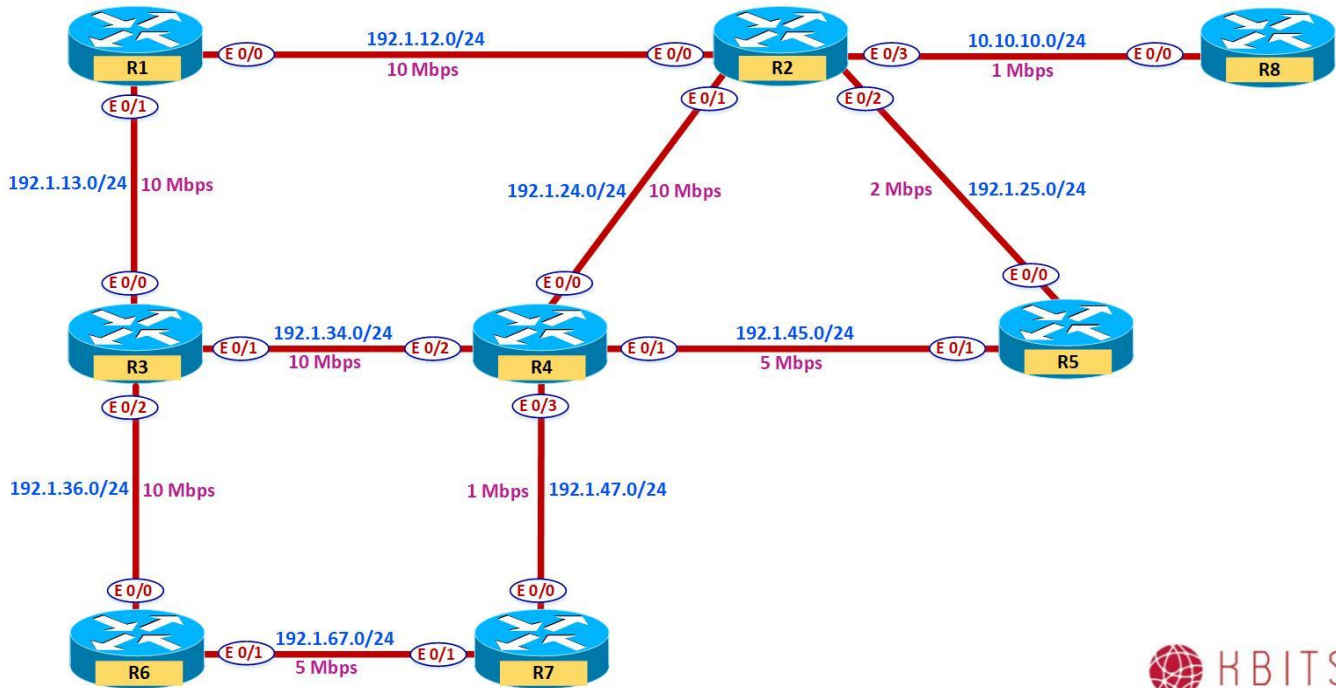 R1
E 0/0
192.1.12.0/24
10 Mbps
E 0/0
R2
E 0/3
10.10.10.0/24
1 Mbps
E 0/0
R8
E 0/1
E 0/1
E 0/2
192.1.13.0/24
10 Mbps
192.1.24.0/24
10 Mbps
2 Mbps
192.1.25.0/24
E 0/0
E 0/0
E 0/0
R3
E 0/1
192.1.34.0/24
10 Mbps
E 0/2
R4
E 0/1
192.1.45.0/24
5 Mbps
E 0/1
R5
E 0/2
E 0/3
192.1.36.0/24
10 Mbps
1 Mbps
192.1.47.0/24
E 0/0
E 0/0
R6
E 0/1
192.1.67.0/24
5 Mbps
E 0/1
R7
KBITS